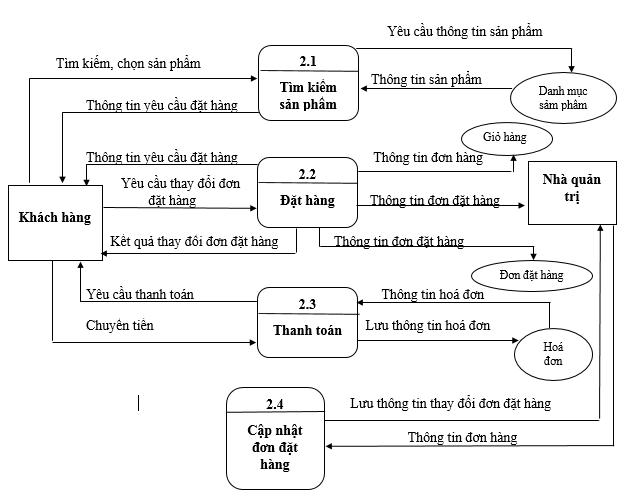 Yêu cầu thông tin sản phẩm
2.1
Tìm kiếm, chọn sản phẩm
Thông tin sản phẩm
Tìm kiếm
sản phẩm
Danh mục
sảm phẩm
Thông tin yêu cầu đặt hàng
Giỏ hàng
Thông tin yêu cầu đặt hàng
Thông tin đơn hàng
2.2
Nhà quản
trị
Yêu cầu thay đổi đơn
đặt hàng
Đặt hàng
Thông tin đơn đặt hàng
Khách hàng
Kết quả thay đổi đơn đặt hàng
Thông tin đơn đặt hàng
Đơn đặt hàng
Yêu cầu thanh toán
2.3
Thông tin hoá đơn
Chuyên tiền
Thanh toán
Lưu thông tin hoá đơn
Hoá
đơn
2.4
Lưu thông tin thay đổi đơn đặt hàng
Cập nhật
đơn đặt
hàng
Thông tin đơn hàng